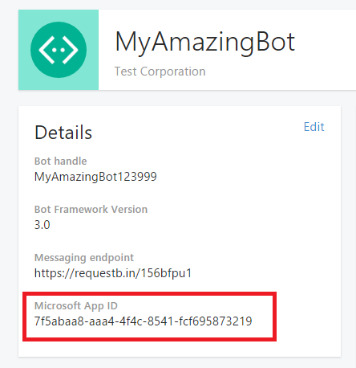 MyAmazingBot
Test Corporation
Details
Edit
Bot handle
MyAmazingBot123999
Bot Framework Version
3.0
Messaging endpoint
https://requestb.in/156bfpu1
Microsoft App ID
7f5abaa8-aaa4-4f4c-8541-fcf695873219